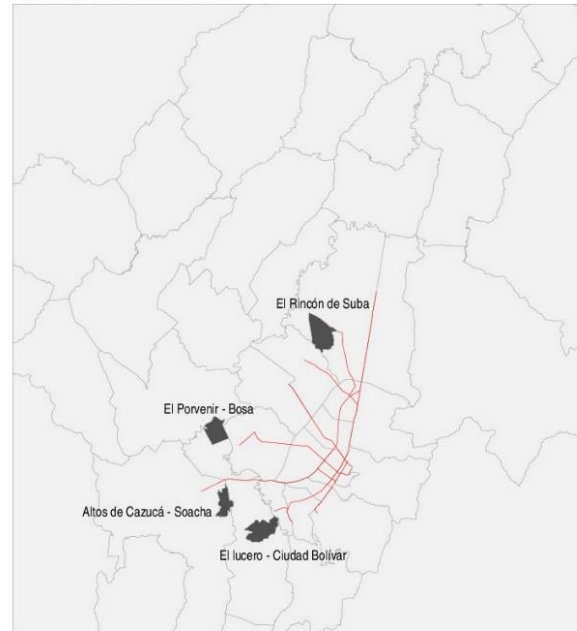 El Rincón de Suba
El Porvenir - Bosa
Altos de Cazucá - Soacha
El lucero - Ciudad Bolívar